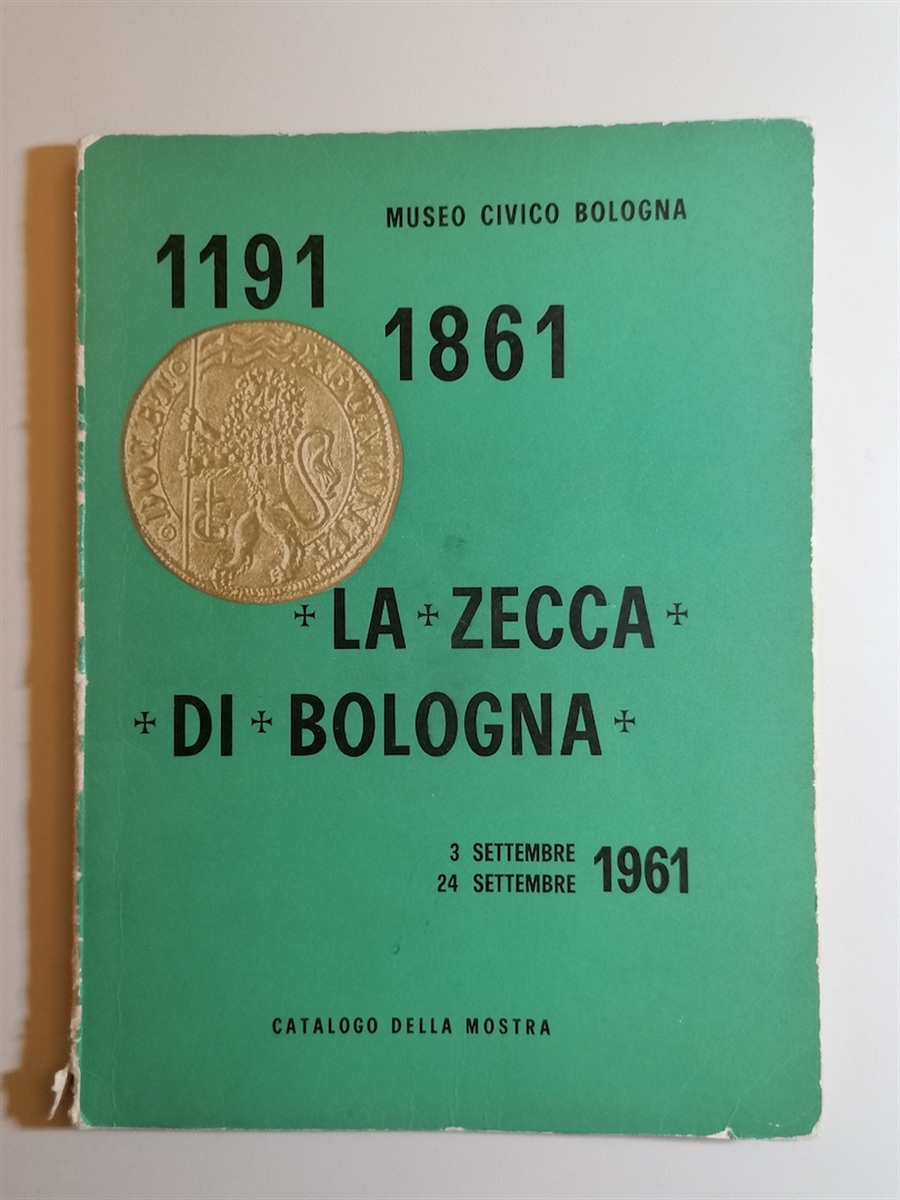 MUSEO CIVICO BOLOGNA
1191
1861
LA ZECCA
DI BOLOGNA
3 SETTEMBRE
24 SETTEMBRE 1961
CATALOGO DELLA MOSTRA